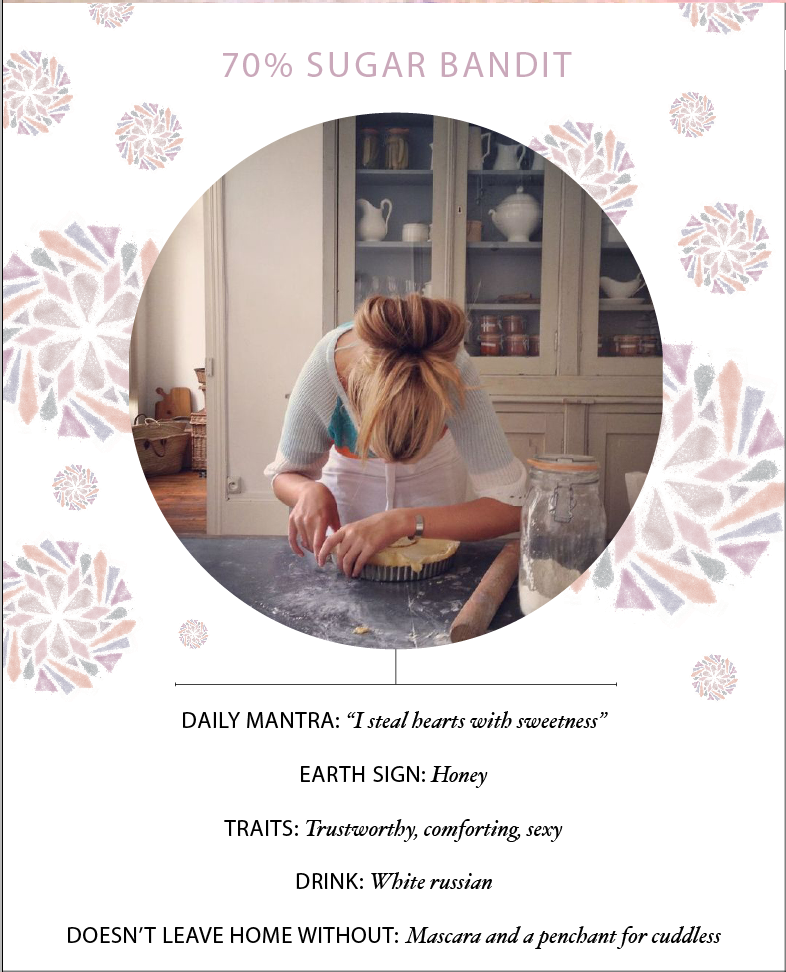 70% SUGAR BANDIT
DAILY MANTRA: “I steal hearts with sweetness”
EARTH SIGN: Honey
TRAITS: Trustworthy, comforting, sexy
DRINK: White russian
DOESN’T LEAVE HOME WITHOUT: Mascara and a penchant for cuddless